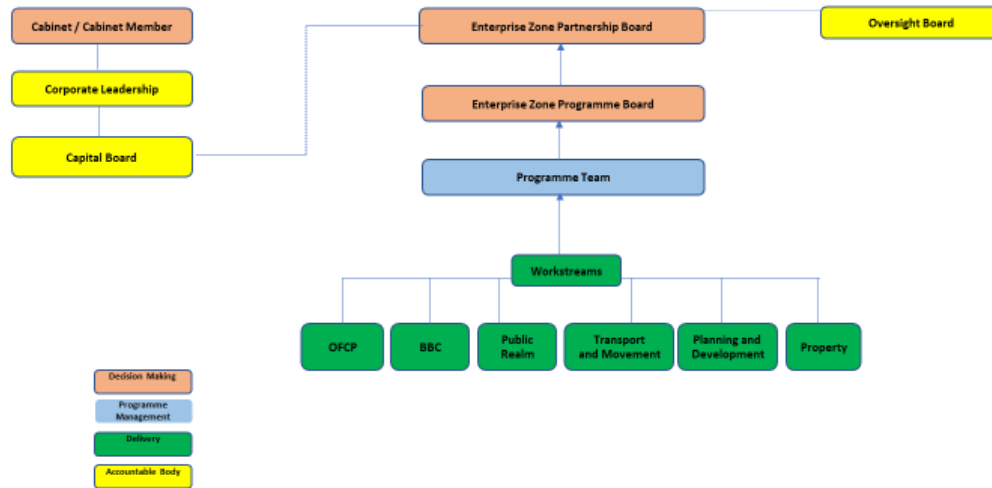 Cabinet / Cabinet Member
Enterprise Zone Partnership Board
Oversight Board
Corporate Leadership
Enterprise Zone Programme Board
Capital Board
Programme Team
Workstreams
OFCP
BBC
Public
Realm
Transport
and Movement
Planning and
Development
Property
Decision Making
Programme
Management
Delivery
Accountable Body